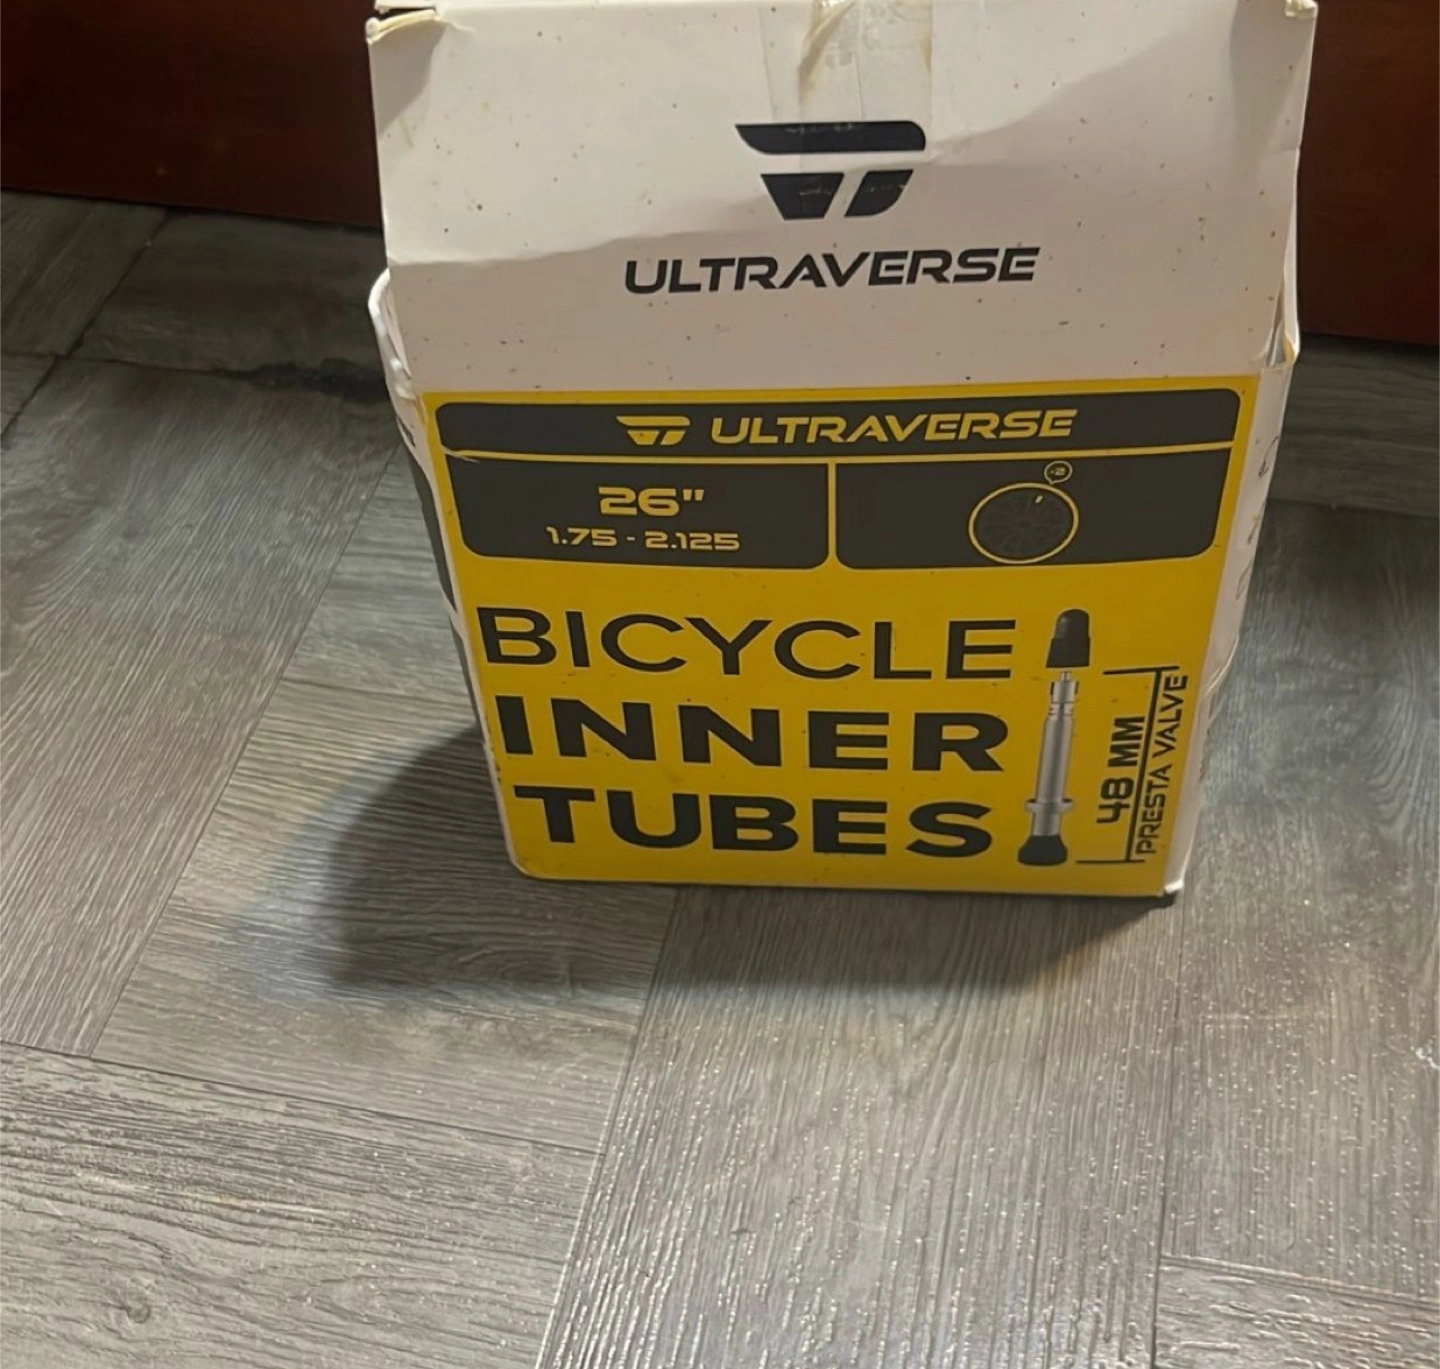 ULTRAVERSE
ULTRAVERSE
26"
1.75 - 2.125
BICYCLE
INNER
TUBES
48 MM
PRESTA VALVE